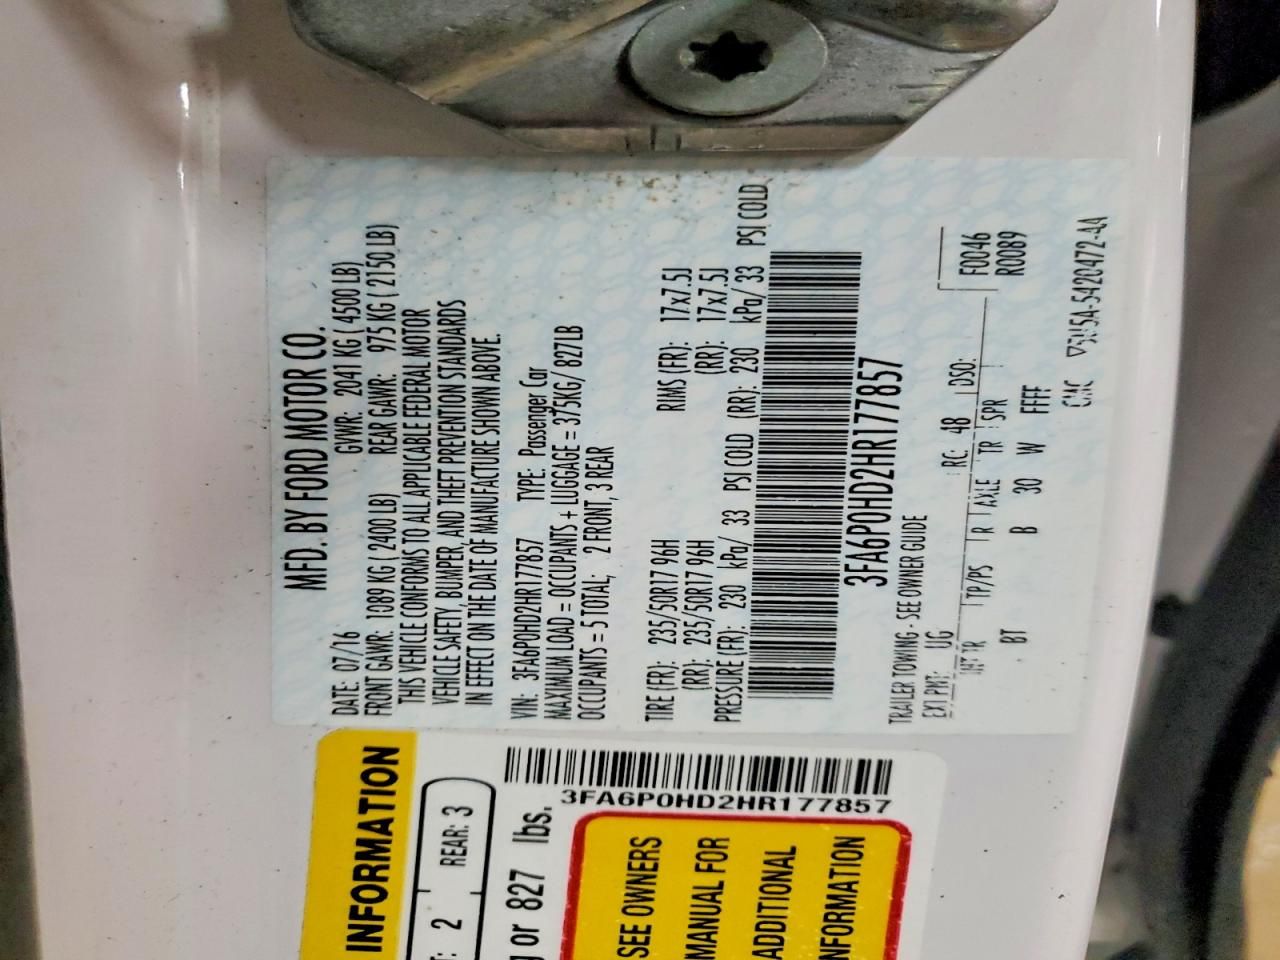 MFD. BY FORD MOTOR CO.
DATE: 07/16 GVWR: 2041 KG ( 4500 LB)
FRONT GAWR: 1089 KG ( 2400 LB) REAR GAWR: 975 KG ( 2150 LB)
THIS VEHICLE CONFORMS TO ALL APPLICABLE FEDERAL MOTOR
VEHICLE SAFETY, BUMPER, AND THEFT PREVENTION STANDARDS
IN EFFECT ON THE DATE OF MANUFACTURE SHOWN ABOVE.
VIN: 3FA6P0HD2HR177857 TYPE: Passenger Car
MAXIMUM LOAD = OCCUPANTS + LUGGAGE = 375KG/ 827LB
OCCUPANTS = 5 TOTAL; 2 FRONT, 3 REAR
TIRE (FR): 235/50R17 96H RIMS (FR): 17x7.5J
(RR): 235/50R17 96H (RR): 17x7.5J
PRESSURE (FR): 230 kPa/ 33 PSI COLD (RR): 230 kPa/ 33 PSI COLD
3FA6P0HD2HR177857
TRAILER TOWING - SEE OWNER GUIDE
EXT PNT: UG RC: 48 DSO: F0046
INT TR TP/PS R AXLE TR SPR R0089
BT B 30 W FFFF
INFORMATION
2 REAR: 3
or 827 lbs.
3FA6P0HD2HR177857
SEE OWNERS
MANUAL FOR
ADDITIONAL
INFORMATION